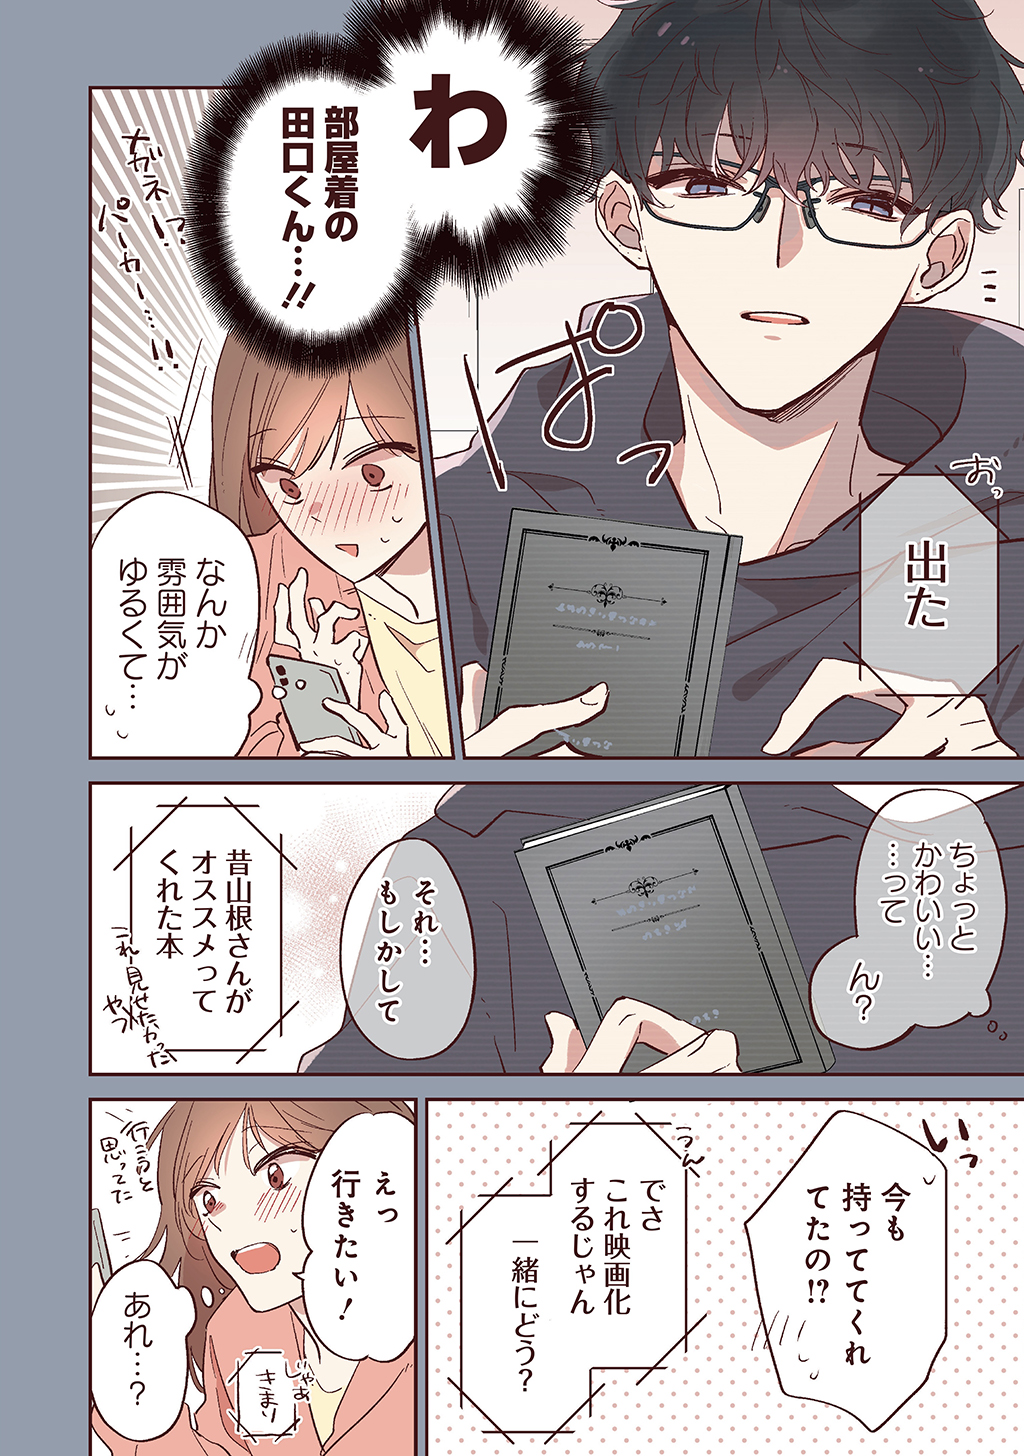 おっ
出た
ぱっ
わ
部屋着の
田口くん…!!
メガネーっ?
パーカー…!!
なんか
雰囲気が
ゆるくて…
ちょっと
かわいい…
…って
ん?
それ…
もしかして
昔山根さんが
オススメって
くれた本
これ見せたかった
やつ
いっ
今も
持っててくれ
てたの!?
うん
でさ
これ映画化
するじゃん
一緒にどう?
えっ
行きたい!
行こうと
思ってた
じゃあ
きまり
あれ…?